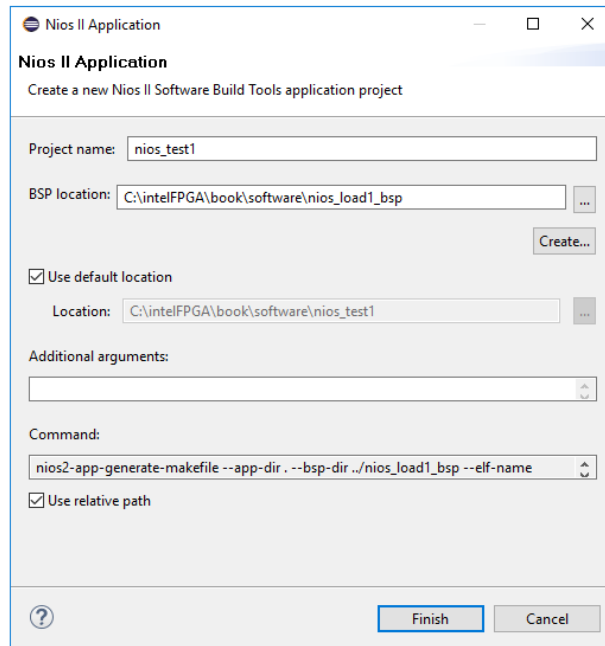 Nios II Application
Nios II Application
Create a new Nios II Software Build Tools application project
Project name: nios_test1
BSP location: C:\intelFPGA\book\software\nios_load1_bsp ...
Create...
Use default location
Location: C:\intelFPGA\book\software\nios_test1 ...
Additional arguments:
Command:
nios2-app-generate-makefile --app-dir . --bsp-dir ../nios_load1_bsp --elf-name
Use relative path
? Finish Cancel